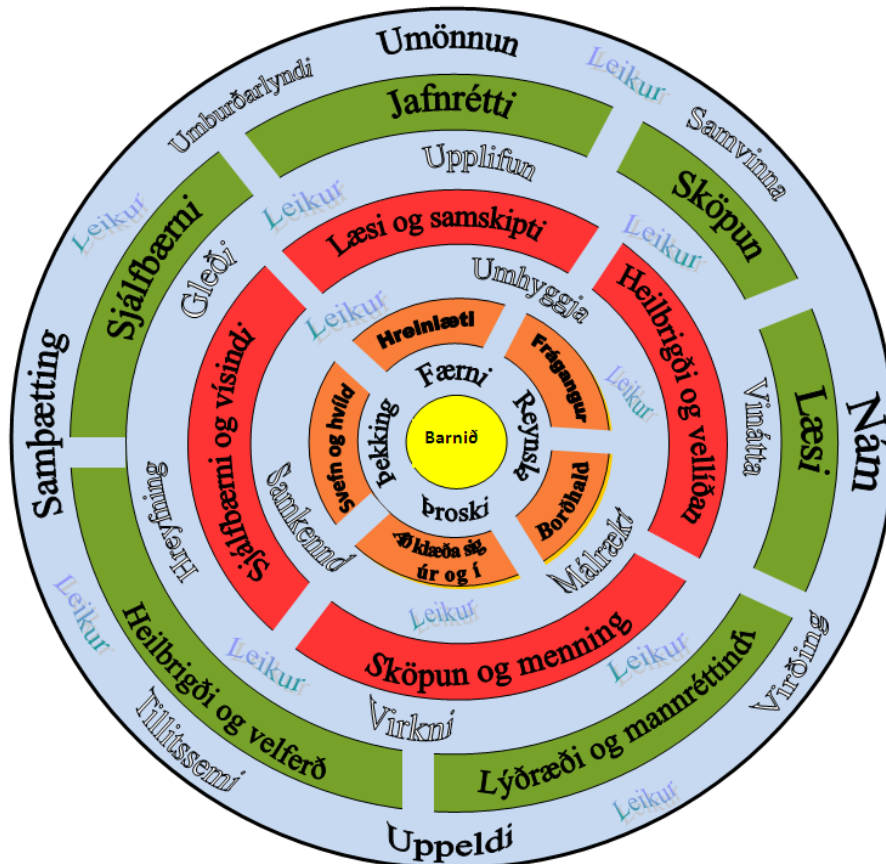 Umönnun
Leikur
Umburðarlyndi
Jafnrétti
Samvinna
Upplifun
Sköpun
Leikur
Leikur
Sjálfbærni
Læsi og samskipti
Leikur
Gleði
Umhyggja
Heilbrigði og vellíðan
Leikur
Hreinlæti
Frágangur
Samþætting
Færni
Leikur
Nám
Læsi
Vinátta
Sjálfbærni og vísindi
Svefn og hvild
Þekking
Barnið
Reynsla
Þroski
Borðhald
Samkennd
Hreyfning
Að klæða sig
úr og í
Málrækt
Leikur
Leikur
Heilbrigði og velferð
Leikur
Sköpun og menning
Leikur
Virðing
Virkni
Tillitssemi
Lýðræði og mannréttindi
Leikur
Uppeldi